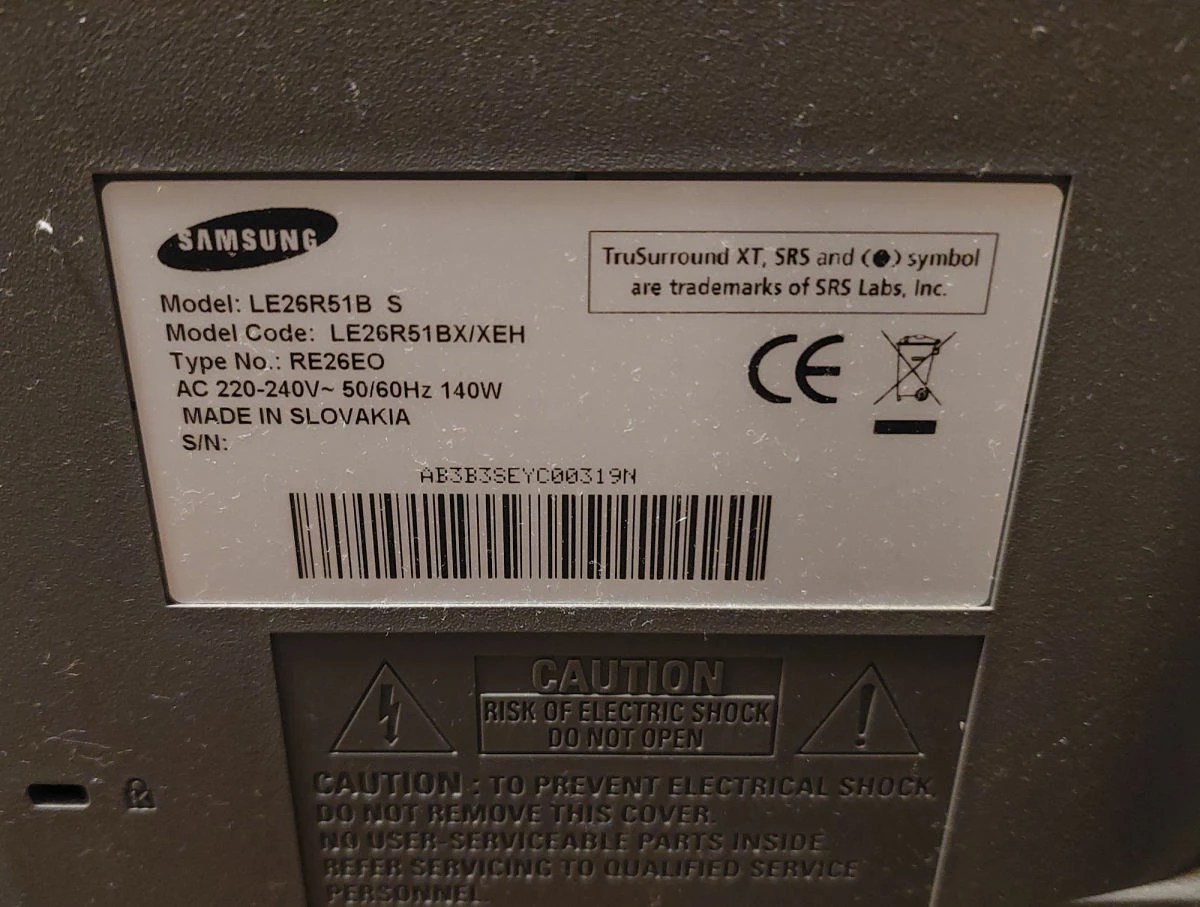 SAMSUNG
TruSurround XT, SRS and (●) symbol
are trademarks of SRS Labs, Inc.
Model: LE26R51B S
Model Code: LE26R51BX/XEH
Type No.: RE26EO
AC 220-240V~ 50/60Hz 140W
MADE IN SLOVAKIA
S/N:
AB3B3SEYC00319N
CE
CAUTION
RISK OF ELECTRIC SHOCK
DO NOT OPEN
CAUTION : TO PREVENT ELECTRICAL SHOCK,
DO NOT REMOVE THIS COVER.
NO USER-SERVICEABLE PARTS INSIDE.
REFER SERVICING TO QUALIFIED SERVICE
PERSONNEL.